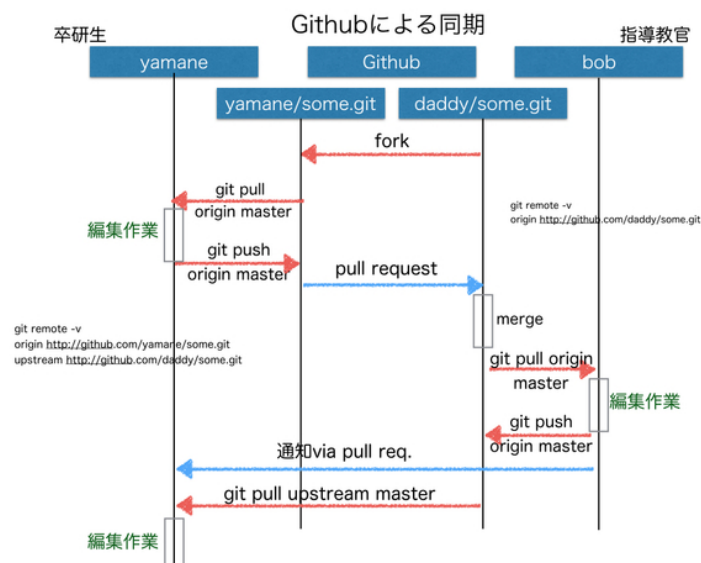 Githubによる同期
卒研生
指導教官
yamane
Github
bob
yamane/some.git
daddy/some.git
fork
git pull
origin master
git remote -v
origin http://github.com/daddy/some.git
編集作業
git push
origin master
pull request
merge
git remote -v
origin http://github.com/yamane/some.git
upstream http://github.com/daddy/some.git
git pull origin
master
編集作業
git push
origin master
通知via pull req.
git pull upstream master
編集作業